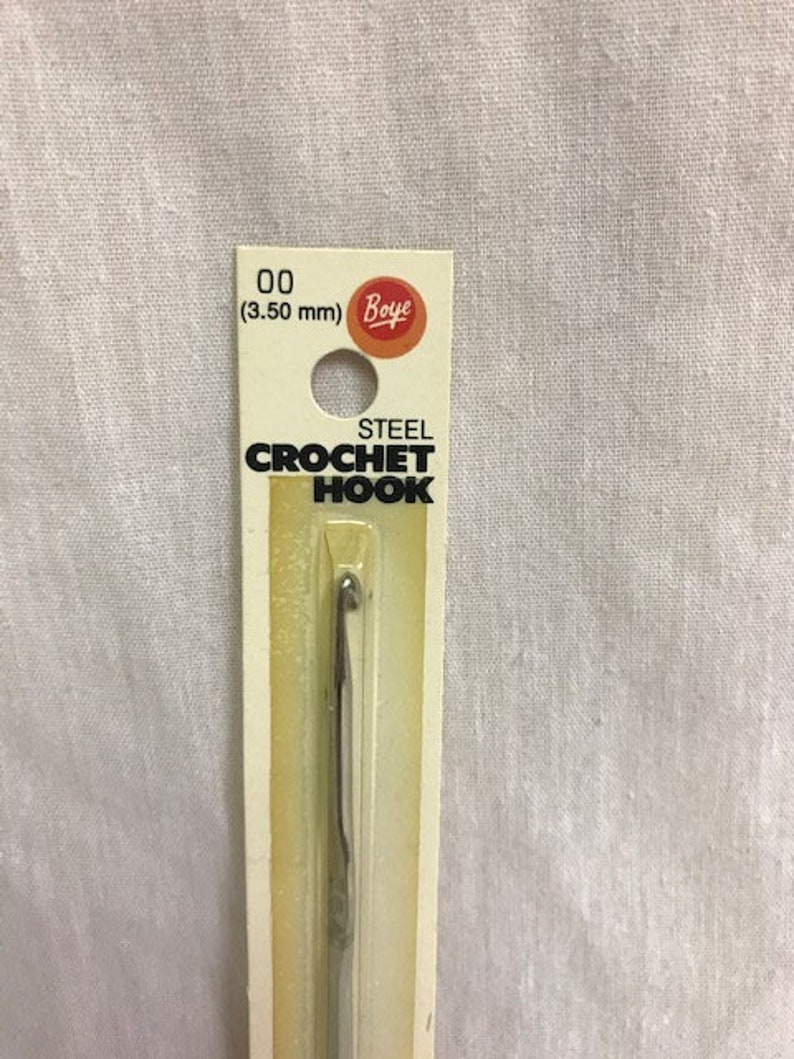 00
(3.50 mm)
Boye
STEEL
CROCHET
HOOK